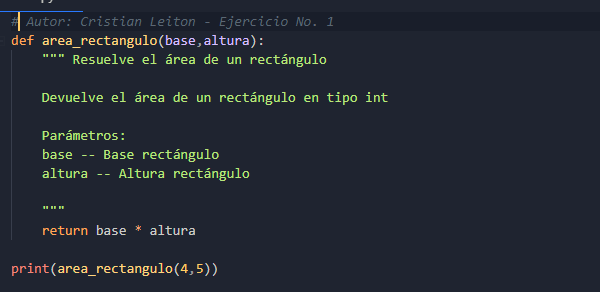 # Autor: Cristian Leiton - Ejercicio No. 1
def area_rectangulo(base,altura):
""" Resuelve el área de un rectángulo
Devuelve el área de un rectángulo en tipo int
Parámetros:
base -- Base rectángulo
altura -- Altura rectángulo
"""
return base * altura
print(area_rectangulo(4,5))